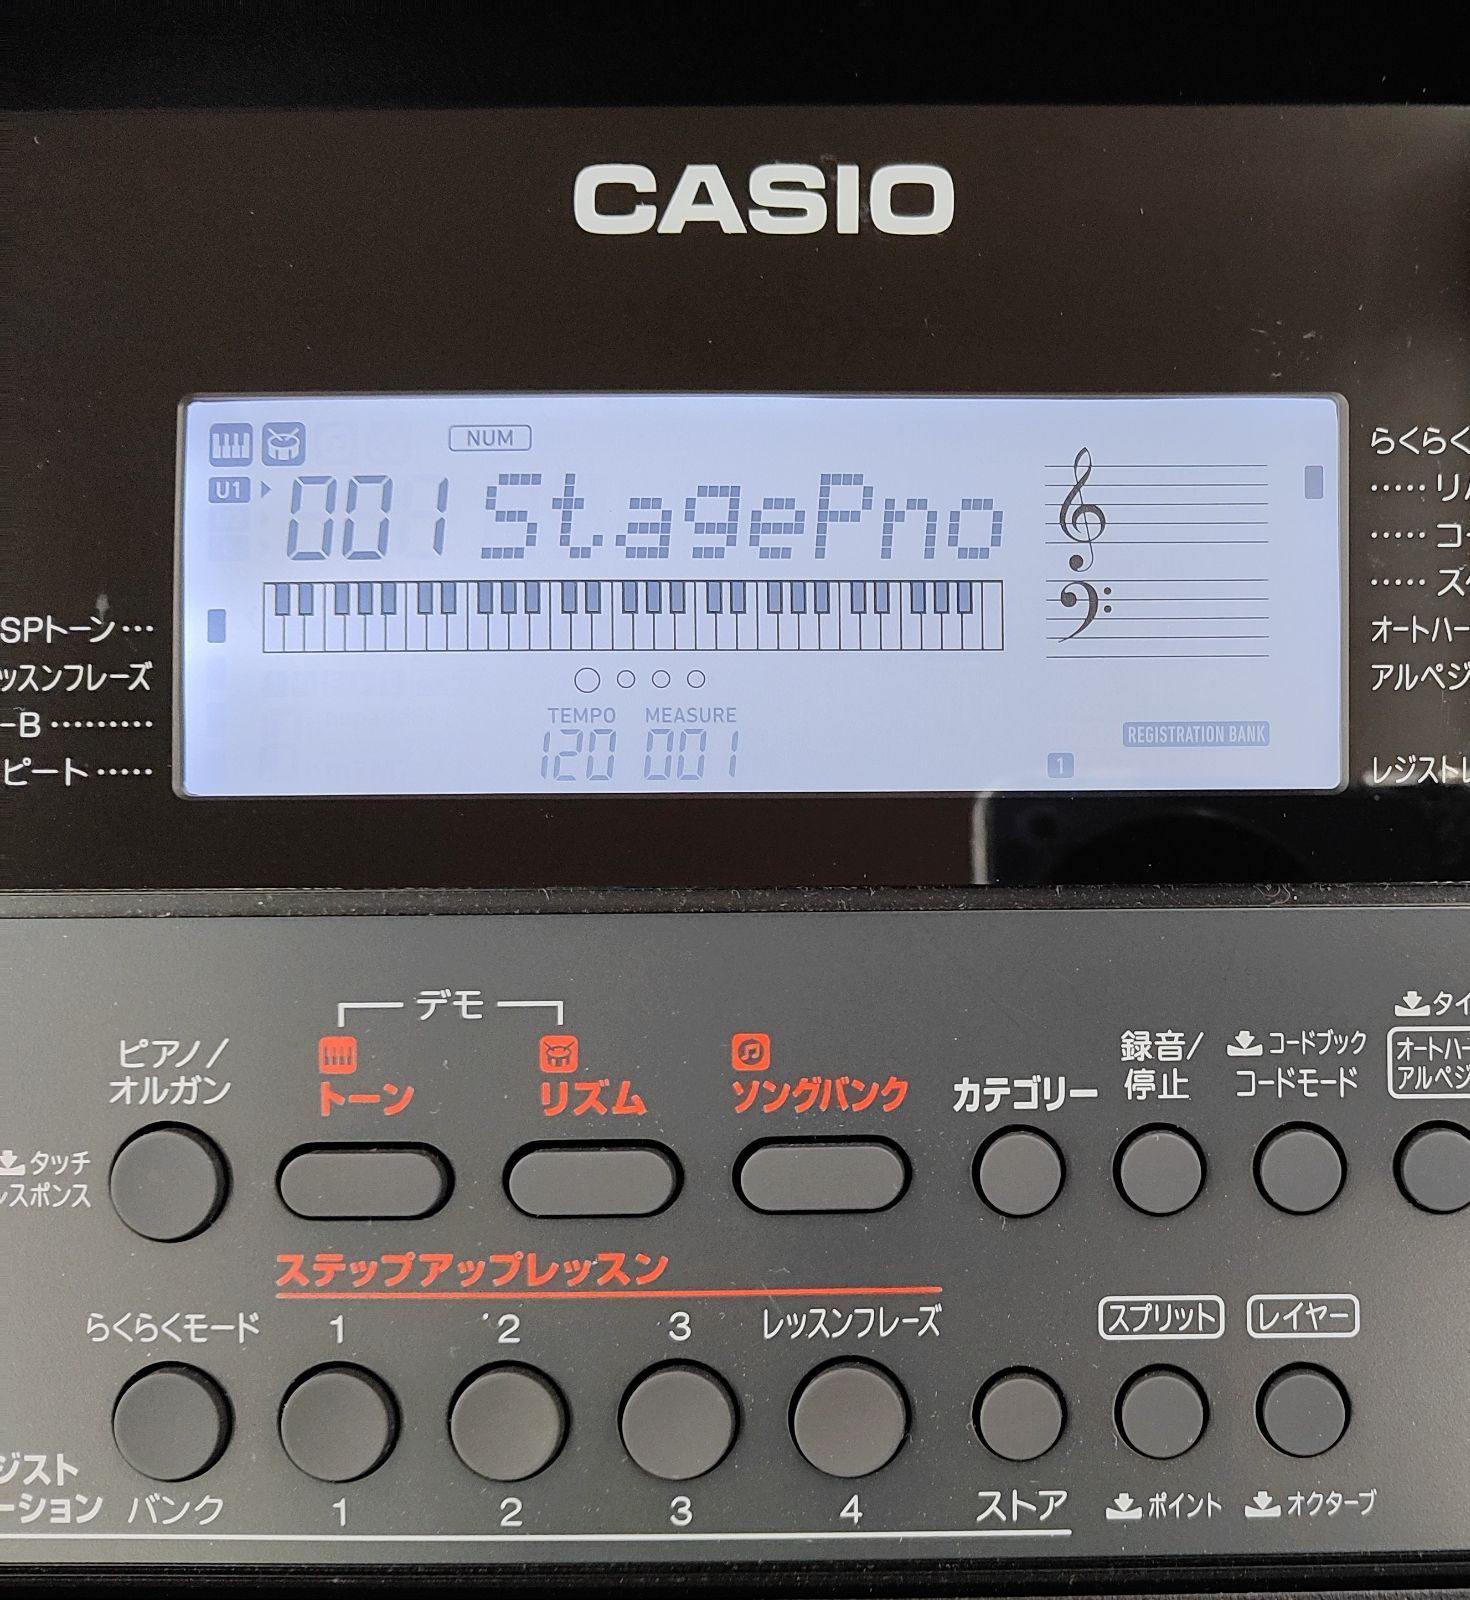 CASIO
NUM
U1
001 StagePno
TEMPO MEASURE
120 001
REGISTRATION BANK
1
SPトーン…
ッスンフレーズ
-B ………
ピート……
らくらく
オートハー
アルペジ
デモ
ピアノ/
オルガン
トーン
リズム
ソングバンク
カテゴリー
録音/
停止
コードブック
コードモード
タイ
オートハー
アルペジ
タッチ
レスポンス
ステップアップレッスン
らくらくモード
1
2
3
レッスンフレーズ
スプリット
レイヤー
ジスト
ーション
バンク
1
2
3
4
ストア
ポイント
オクターブ